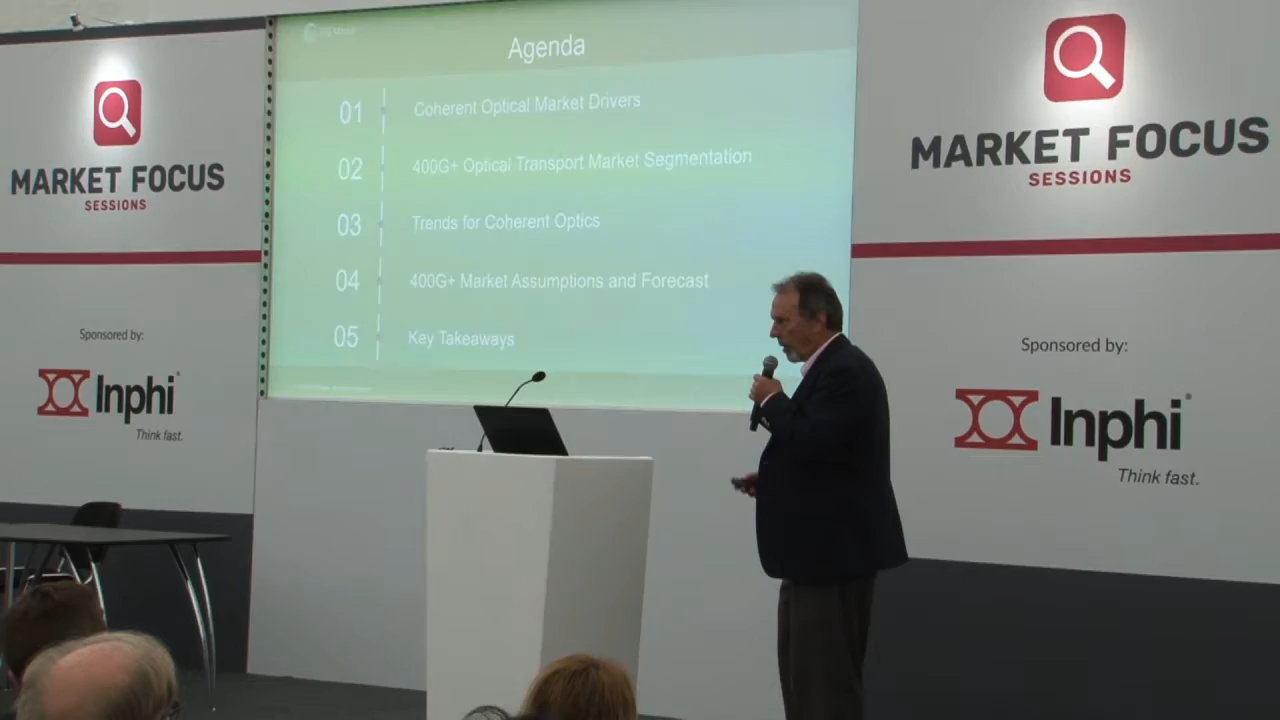 MARKET FOCUS
SESSIONS
Sponsored by:
Inphi
Think fast.
Agenda
01 Coherent Optical Market Drivers
02 400G+ Optical Transport Market Segmentation
03 Trends for Coherent Optics
04 400G+ Market Assumptions and Forecast
05 Key Takeaways
MARKET FOCUS
SESSIONS
Sponsored by:
Inphi
Think fast.